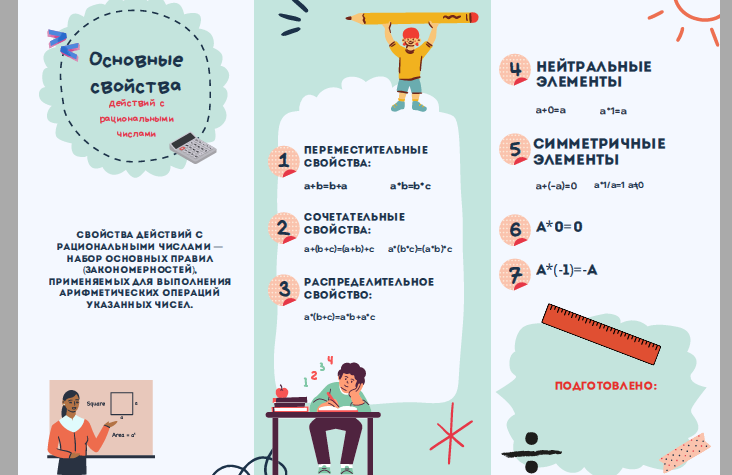 Основные
свойства
действий с
рациональными
числами
СВОЙСТВА ДЕЙСТВИЙ С
РАЦИОНАЛЬНЫМИ ЧИСЛАМИ —
НАБОР ОСНОВНЫХ ПРАВИЛ
(ЗАКОНОМЕРНОСТЕЙ),
ПРИМЕНЯЕМЫХ ДЛЯ ВЫПОЛНЕНИЯ
АРИФМЕТИЧЕСКИХ ОПЕРАЦИЙ
УКАЗАННЫХ ЧИСЕЛ.
Square
a
a
Area = a²
1 ПЕРЕМЕСТИТЕЛЬНЫЕ
СВОЙСТВА:
a+b=b+a a*b=b*c
2 СОЧЕТАТЕЛЬНЫЕ
СВОЙСТВА:
a+(b+c)=(a+b)+c a*(b*c)=(a*b)*c
3 РАСПРЕДЕЛИТЕЛЬНОЕ
СВОЙСТВО:
a*(b+c)=a*b+a*c
1 2 3 4
4 НЕЙТРАЛЬНЫЕ
ЭЛЕМЕНТЫ
a+0=a a*1=a
5 СИММЕТРИЧНЫЕ
ЭЛЕМЕНТЫ
a+(-a)=0 a*1/a=1 a≠0
6 A*0=0
7 A*(-1)=-A
ПОДГОТОВЛЕНО: